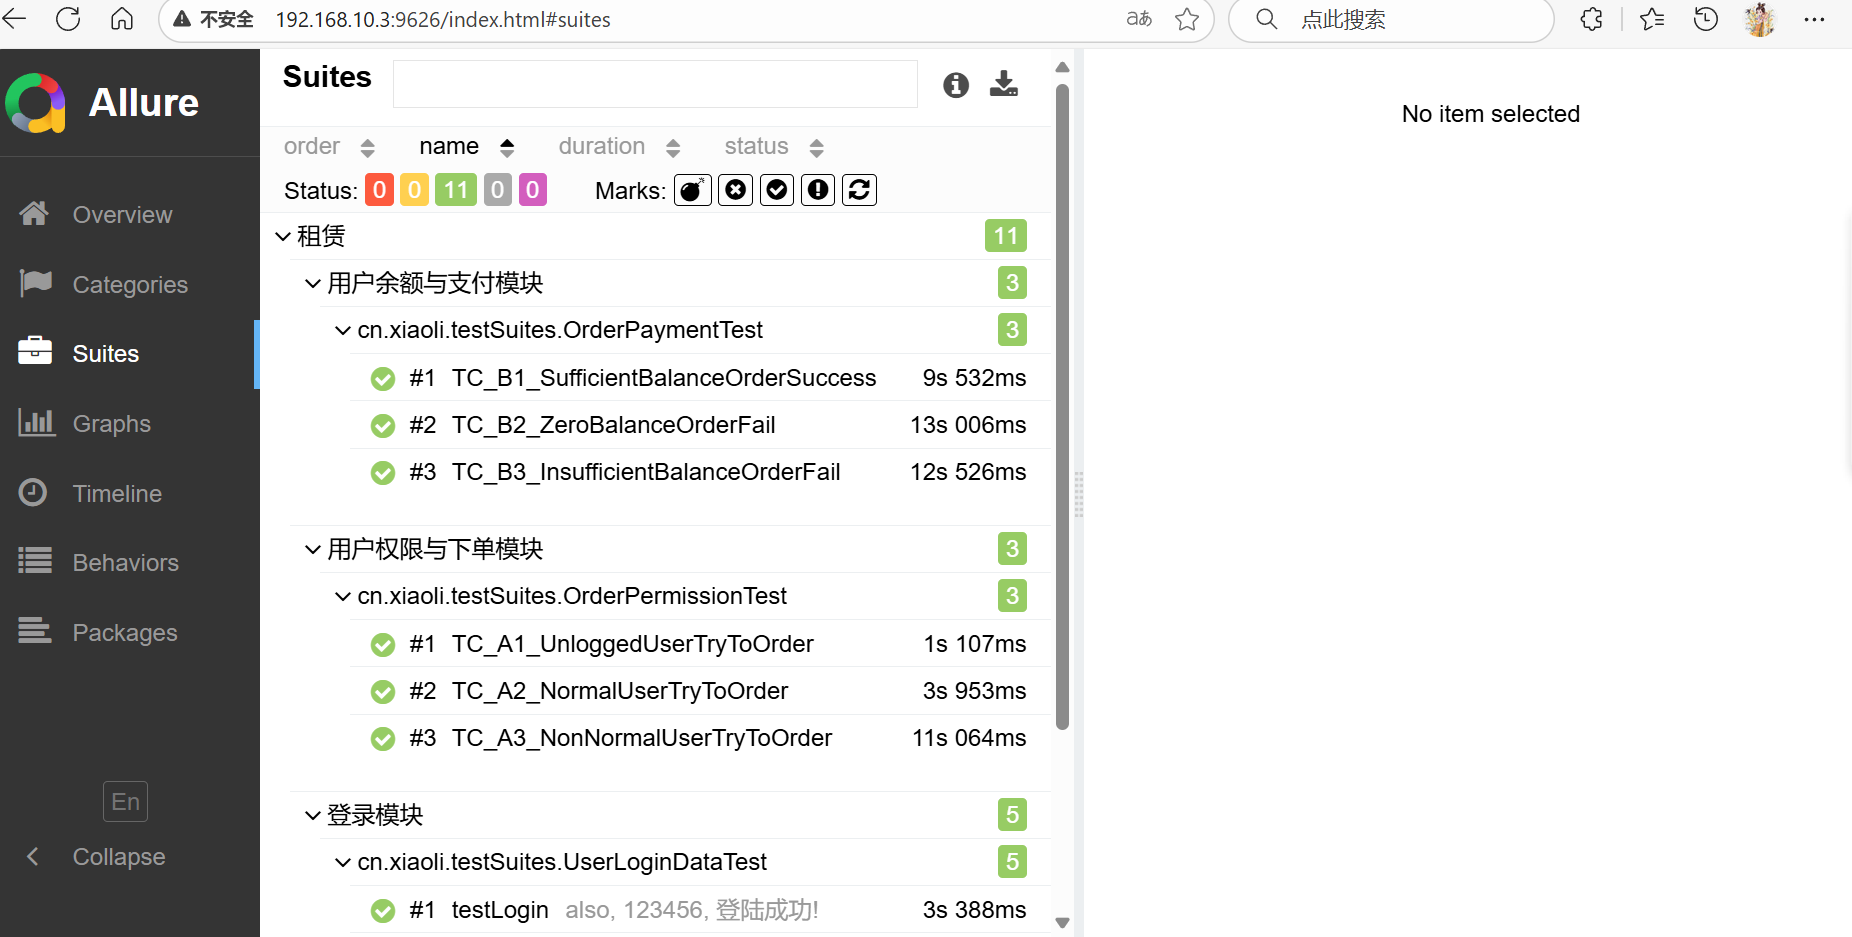 不安全 192.168.10.3:9626/index.html#suites aあ 点此搜索
Allure
Overview
Categories
Suites
Graphs
Timeline
Behaviors
Packages
En
Collapse
Suites
order name duration status
Status: 0 0 11 0 0 Marks:
租赁 11
用户余额与支付模块 3
cn.xiaoli.testSuites.OrderPaymentTest 3
#1 TC_B1_SufficientBalanceOrderSuccess 9s 532ms
#2 TC_B2_ZeroBalanceOrderFail 13s 006ms
#3 TC_B3_InsufficientBalanceOrderFail 12s 526ms
用户权限与下单模块 3
cn.xiaoli.testSuites.OrderPermissionTest 3
#1 TC_A1_UnloggedUserTryToOrder 1s 107ms
#2 TC_A2_NormalUserTryToOrder 3s 953ms
#3 TC_A3_NonNormalUserTryToOrder 11s 064ms
登录模块 5
cn.xiaoli.testSuites.UserLoginDataTest 5
#1 testLogin also, 123456, 登陆成功! 3s 388ms
No item selected